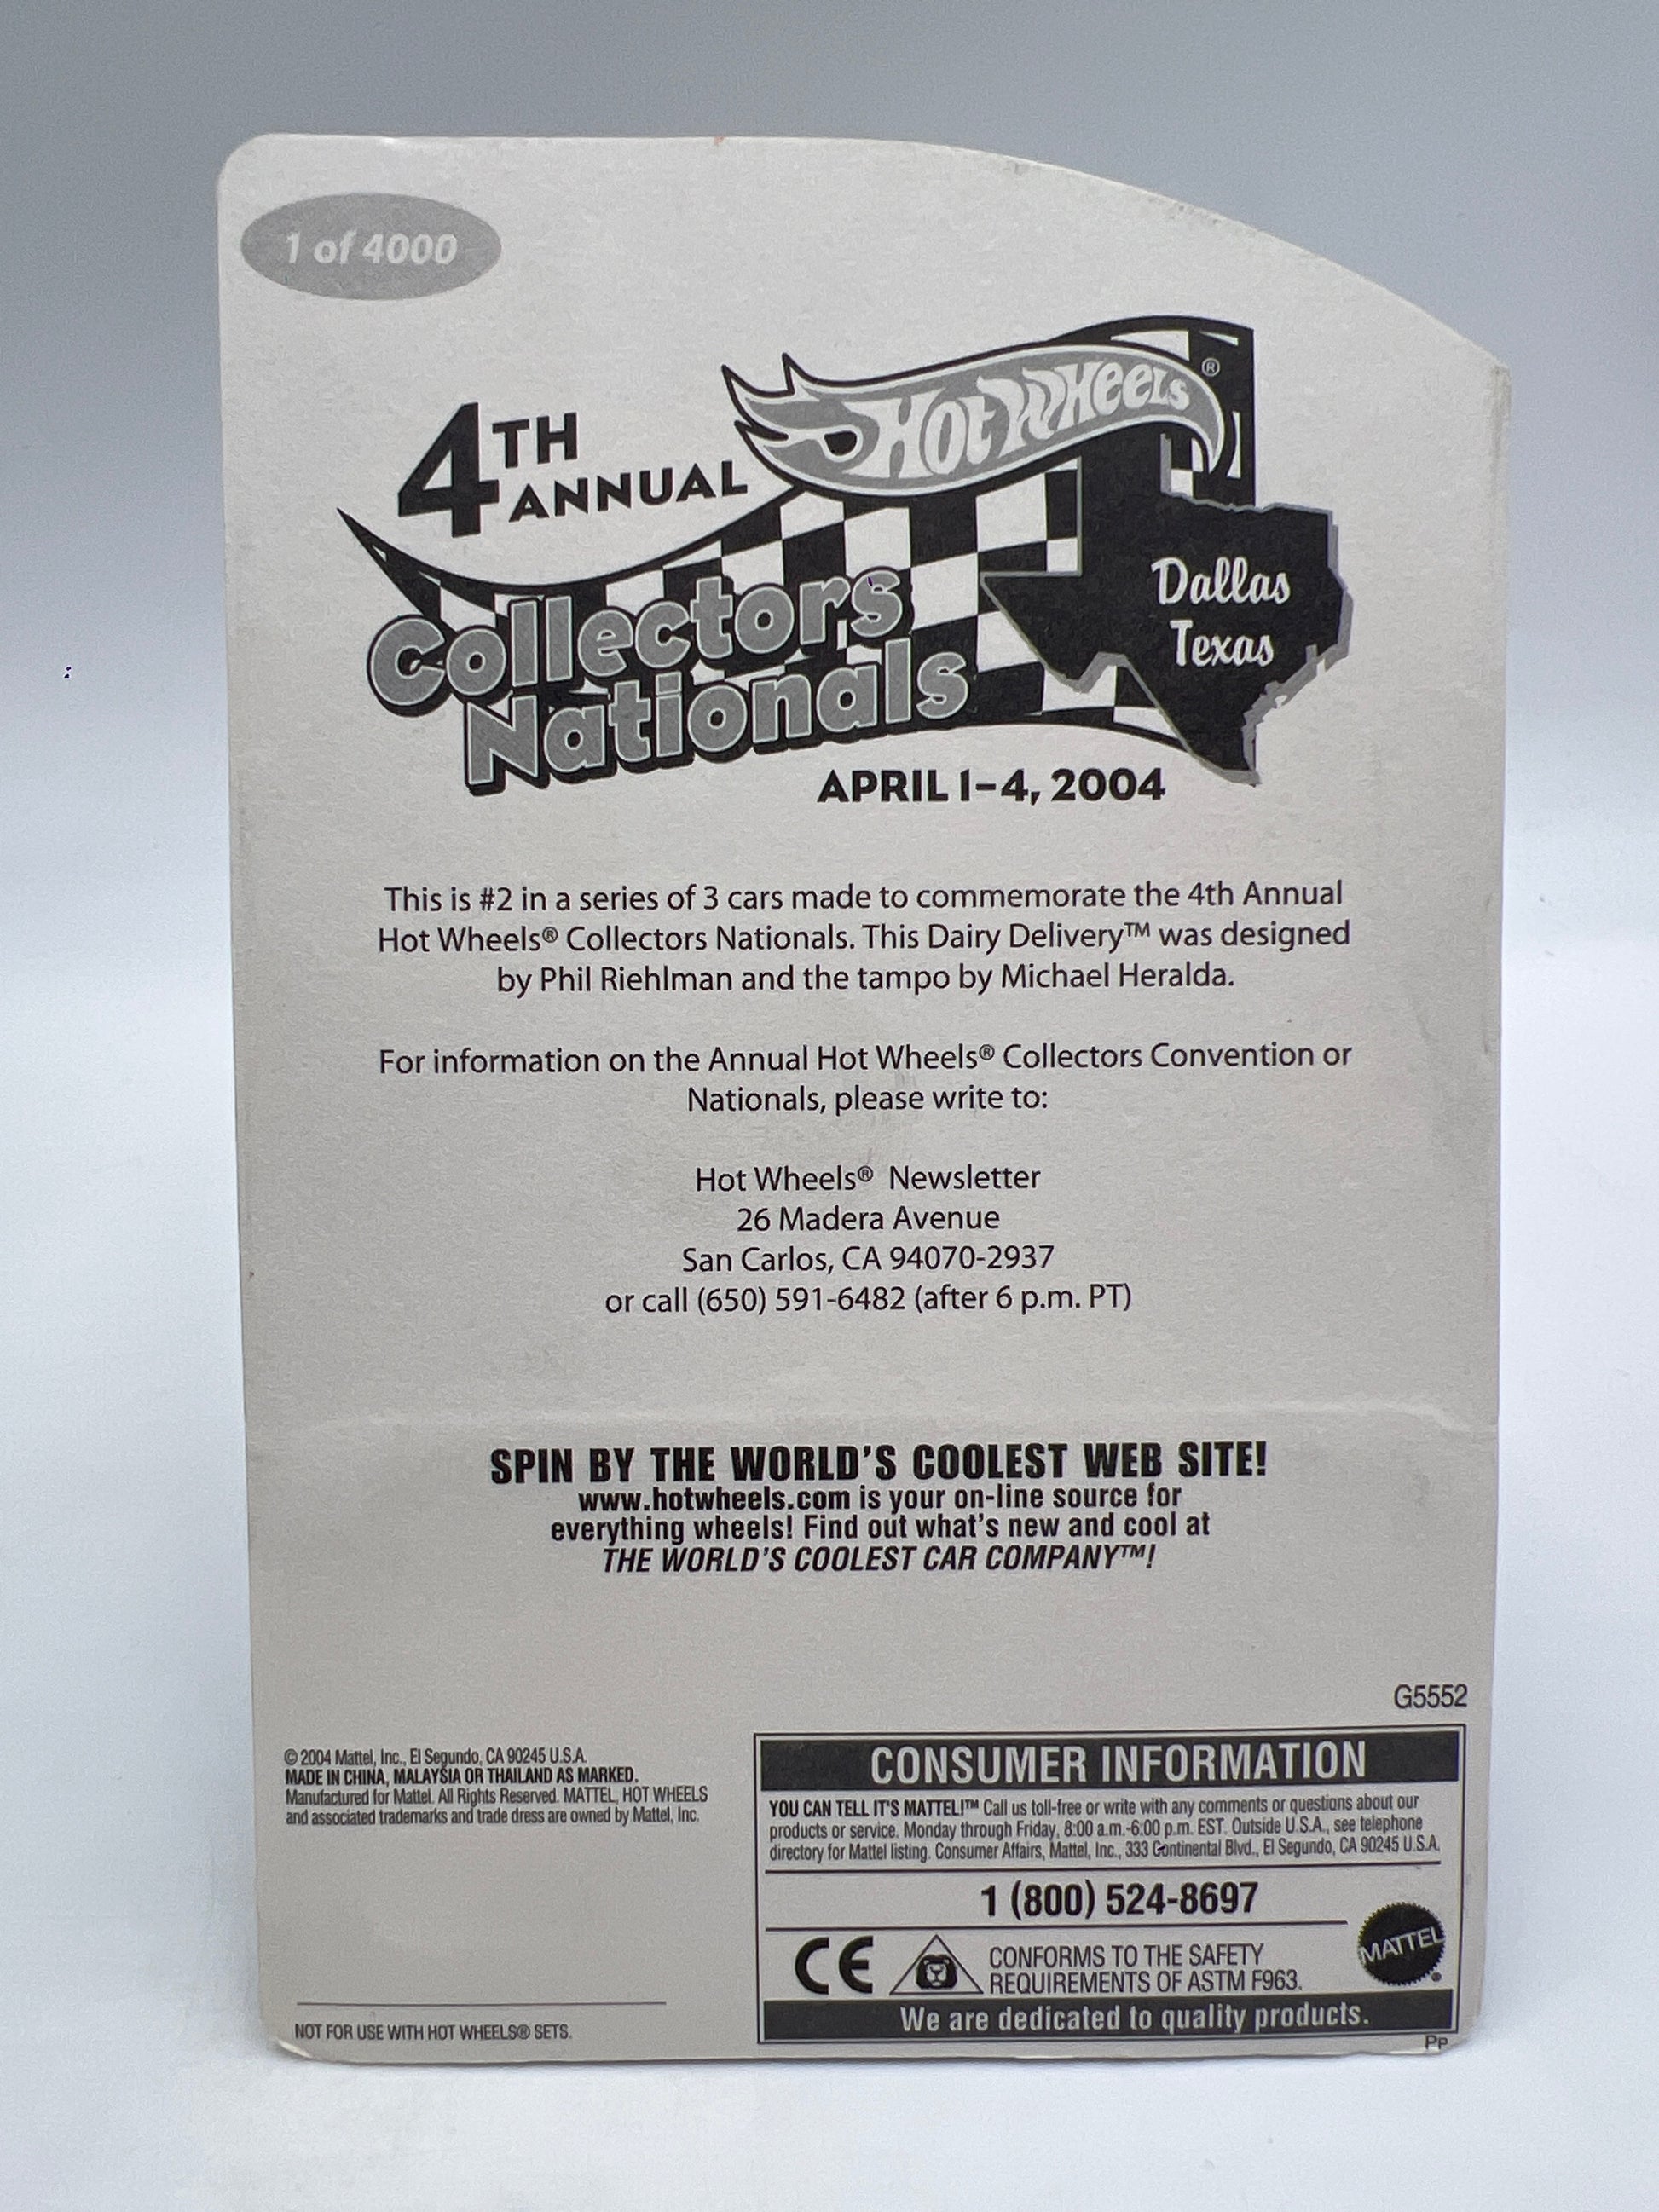 1 of 4000
4TH
ANNUAL
Hot Wheels®
Collectors
Nationals
Dallas
Texas
APRIL 1-4, 2004
This is #2 in a series of 3 cars made to commemorate the 4th Annual
Hot Wheels® Collectors Nationals. This Dairy Delivery™ was designed
by Phil Riehlman and the tampo by Michael Heralda.
For information on the Annual Hot Wheels® Collectors Convention or
Nationals, please write to:
Hot Wheels® Newsletter
26 Madera Avenue
San Carlos, CA 94070-2937
or call (650) 591-6482 (after 6 p.m. PT)
SPIN BY THE WORLD'S COOLEST WEB SITE!
www.hotwheels.com is your on-line source for
everything wheels! Find out what's new and cool at
THE WORLD'S COOLEST CAR COMPANY™!
G5552
© 2004 Mattel, Inc., El Segundo, CA 90245 U.S.A.
MADE IN CHINA, MALAYSIA OR THAILAND AS MARKED.
Manufactured for Mattel. All Rights Reserved. MATTEL, HOT WHEELS
and associated trademarks and trade dress are owned by Mattel, Inc.
NOT FOR USE WITH HOT WHEELS® SETS.
CONSUMER INFORMATION
YOU CAN TELL IT'S MATTEL!™ Call us toll-free or write with any comments or questions about our
products or service. Monday through Friday, 8:00 a.m.-6:00 p.m. EST. Outside U.S.A., see telephone
directory for Mattel listing. Consumer Affairs, Mattel, Inc., 333 Continental Blvd., El Segundo, CA 90245 U.S.A.
1 (800) 524-8697
CE
CONFORMS TO THE SAFETY
REQUIREMENTS OF ASTM F963.
MATTEL®
We are dedicated to quality products.
Pp